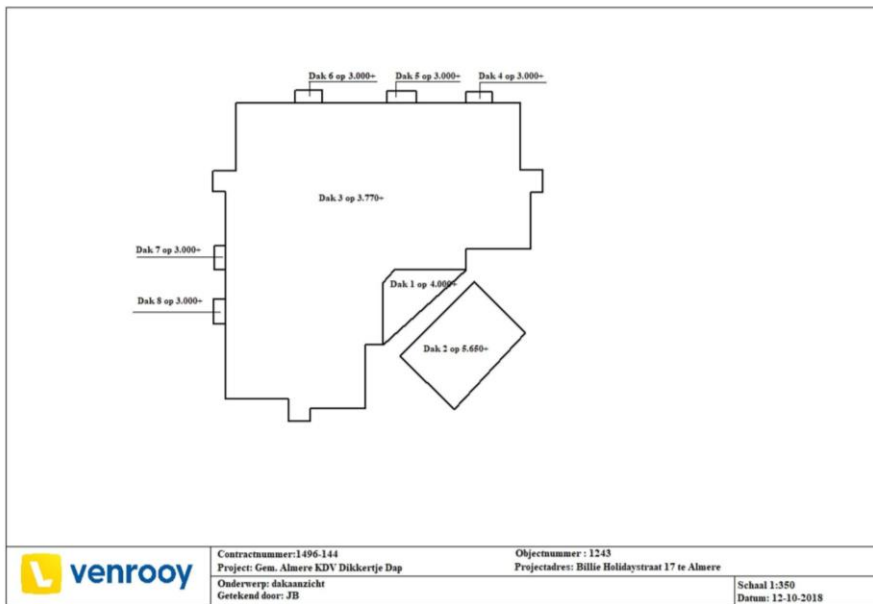 Dak 6 op 3.000+ Dak 5 op 3.000+ Dak 4 op 3.000+
Dak 3 op 3.770+
Dak 7 op 3.000+
Dak 1 op 4.000+
Dak 8 op 3.000+
Dak 2 op 5.650+
venrooy
Contractnummer:1496-144
Project: Gem. Almere KDV Dikkertje Dap
Objectnummer : 1243
Projectadres: Billie Holidaystraat 17 te Almere
Onderwerp: dakaanzicht
Getekend door: JB
Schaal 1:350
Datum: 12-10-2018